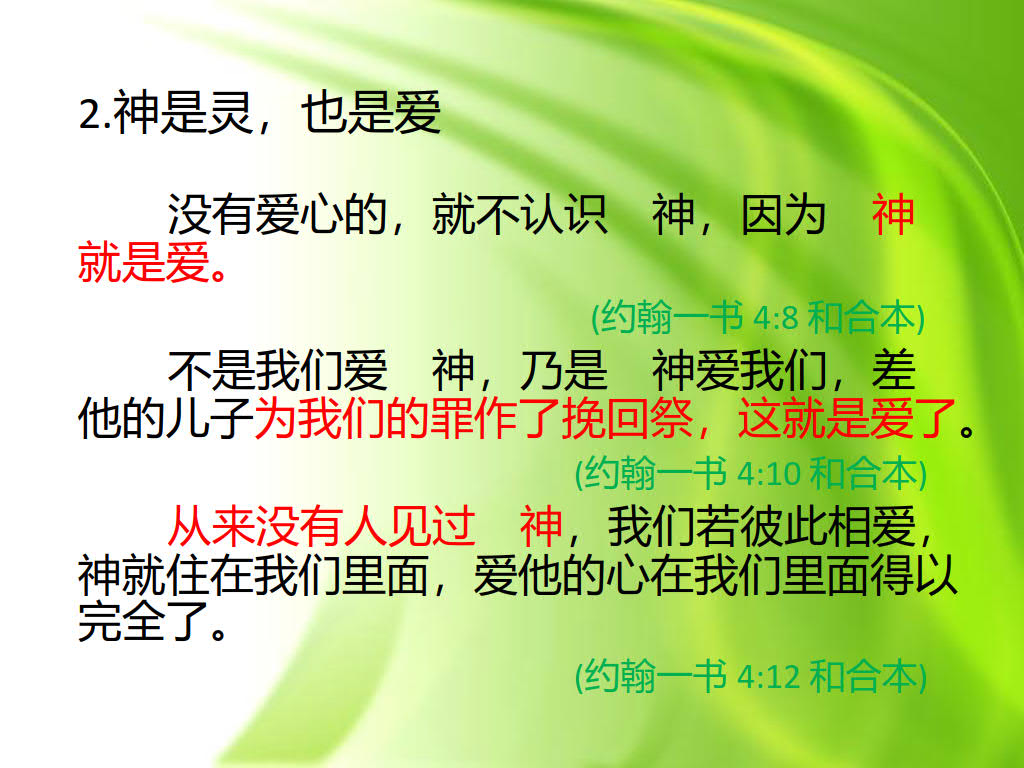 2.神是灵，也是爱
没有爱心的，就不认识　神，因为　神
就是爱。
(约翰一书 4:8 和合本)
不是我们爱　神，乃是　神爱我们，差
他的儿子为我们的罪作了挽回祭，这就是爱了。
(约翰一书 4:10 和合本)
从来没有人见过　神，我们若彼此相爱，
神就住在我们里面，爱他的心在我们里面得以
完全了。
(约翰一书 4:12 和合本)